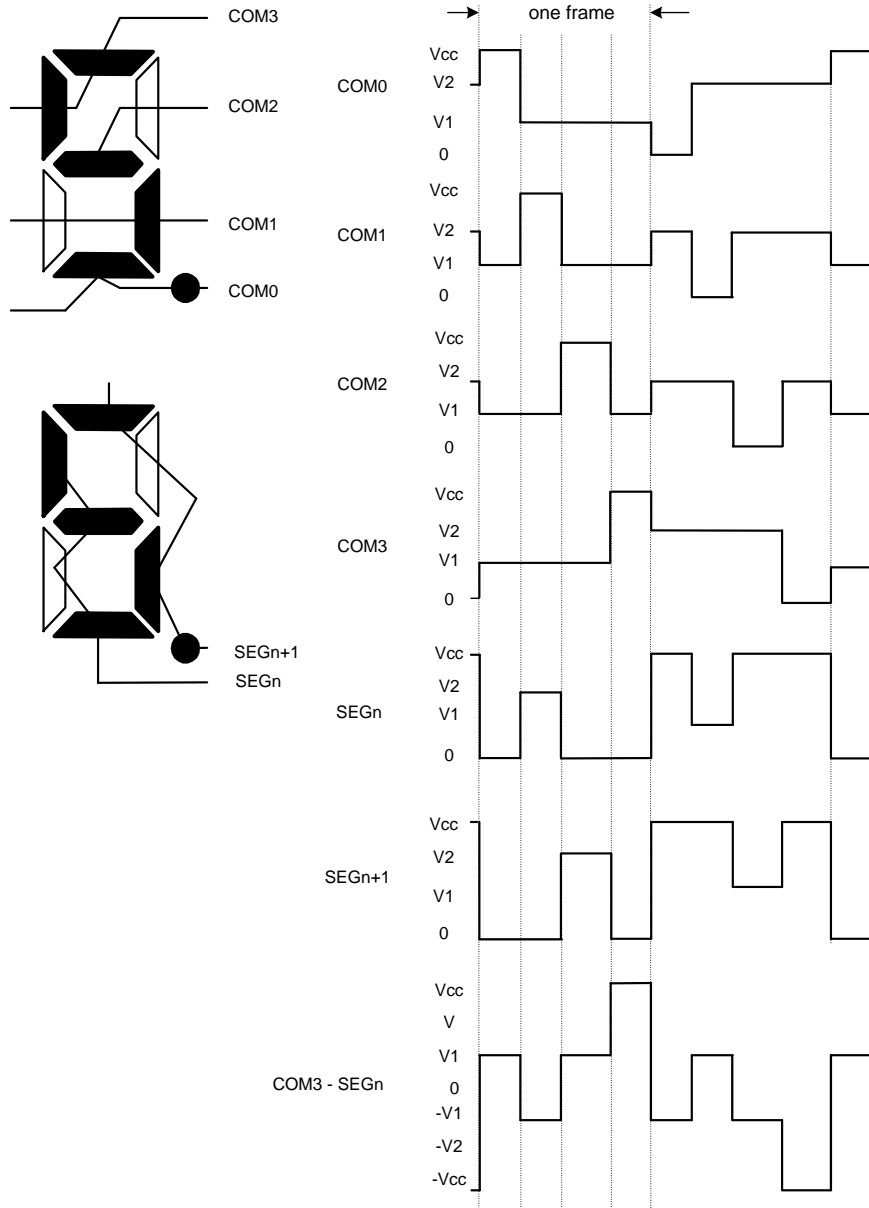 COM3
COM2
COM1
COM0
SEGn+1
SEGn
one frame
COM0
Vcc
V2
V1
0
COM1
Vcc
V2
V1
0
COM2
Vcc
V2
V1
0
COM3
Vcc
V2
V1
0
SEGn
Vcc
V2
V1
0
SEGn+1
Vcc
V2
V1
0
COM3 - SEGn
Vcc
V
V1
0
-V1
-V2
-Vcc